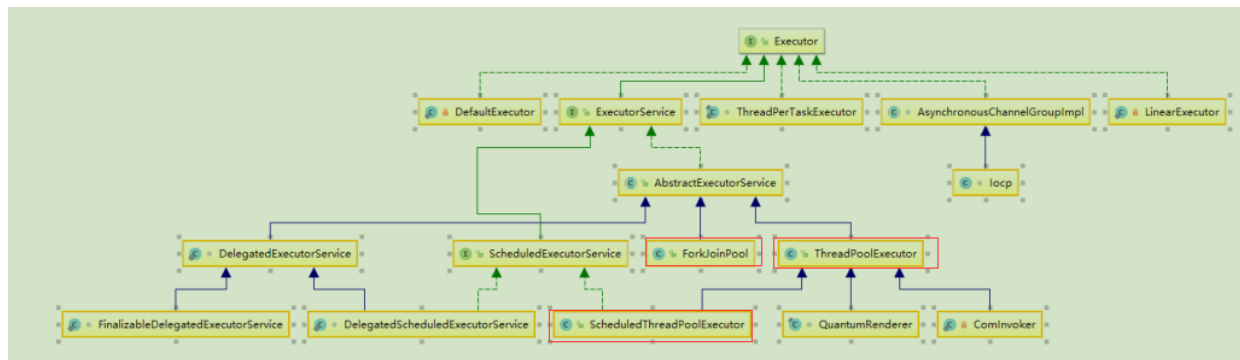 Executor
DefaultExecutor
ExecutorService
ThreadPerTaskExecutor
AsynchronousChannelGroupImpl
LinearExecutor
AbstractExecutorService
Iocp
DelegatedExecutorService
ScheduledExecutorService
ForkJoinPool
ThreadPoolExecutor
FinalizableDelegatedExecutorService
DelegatedScheduledExecutorService
ScheduledThreadPoolExecutor
QuantumRenderer
ComInvoker